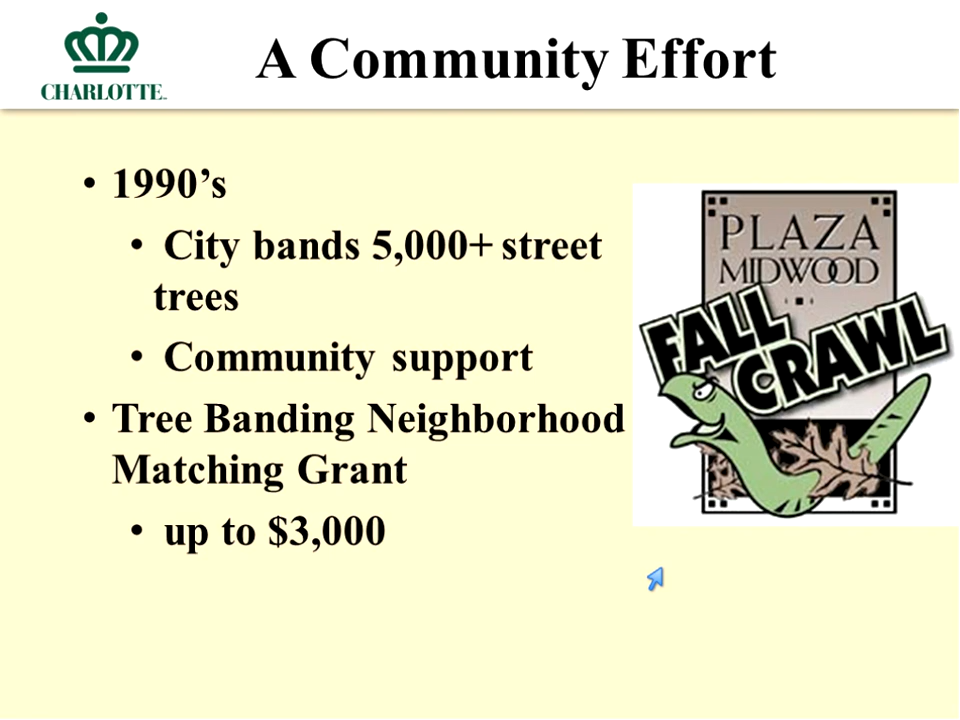 CHARLOTTE™
A Community Effort
• 1990’s
• City bands 5,000+ street
trees
• Community support
• Tree Banding Neighborhood
Matching Grant
• up to $3,000
PLAZA
MIDWOOD
FALL
CRAWL